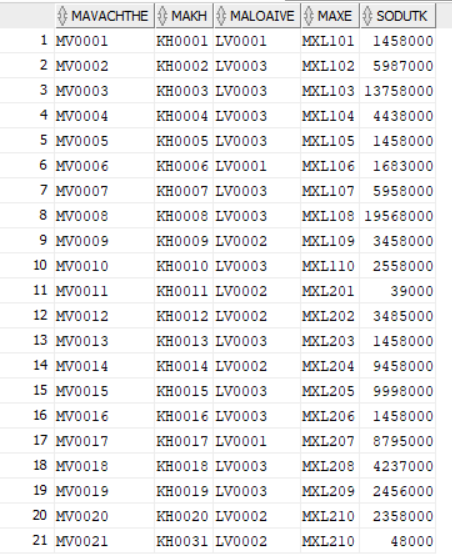 MAVACHTHE MAKH MALOAIVE MAXE SODUTK
1 MV0001 KH0001 LV0001 MXL101 1458000
2 MV0002 KH0002 LV0003 MXL102 5987000
3 MV0003 KH0003 LV0003 MXL103 13758000
4 MV0004 KH0004 LV0003 MXL104 4438000
5 MV0005 KH0005 LV0003 MXL105 1458000
6 MV0006 KH0006 LV0001 MXL106 1683000
7 MV0007 KH0007 LV0003 MXL107 5958000
8 MV0008 KH0008 LV0003 MXL108 19568000
9 MV0009 KH0009 LV0002 MXL109 3458000
10 MV0010 KH0010 LV0003 MXL110 2558000
11 MV0011 KH0011 LV0002 MXL201 39000
12 MV0012 KH0012 LV0002 MXL202 3485000
13 MV0013 KH0013 LV0003 MXL203 1458000
14 MV0014 KH0014 LV0002 MXL204 9458000
15 MV0015 KH0015 LV0003 MXL205 9998000
16 MV0016 KH0016 LV0003 MXL206 1458000
17 MV0017 KH0017 LV0001 MXL207 8795000
18 MV0018 KH0018 LV0003 MXL208 4237000
19 MV0019 KH0019 LV0003 MXL209 2456000
20 MV0020 KH0020 LV0002 MXL210 2358000
21 MV0021 KH0031 LV0002 MXL210 48000